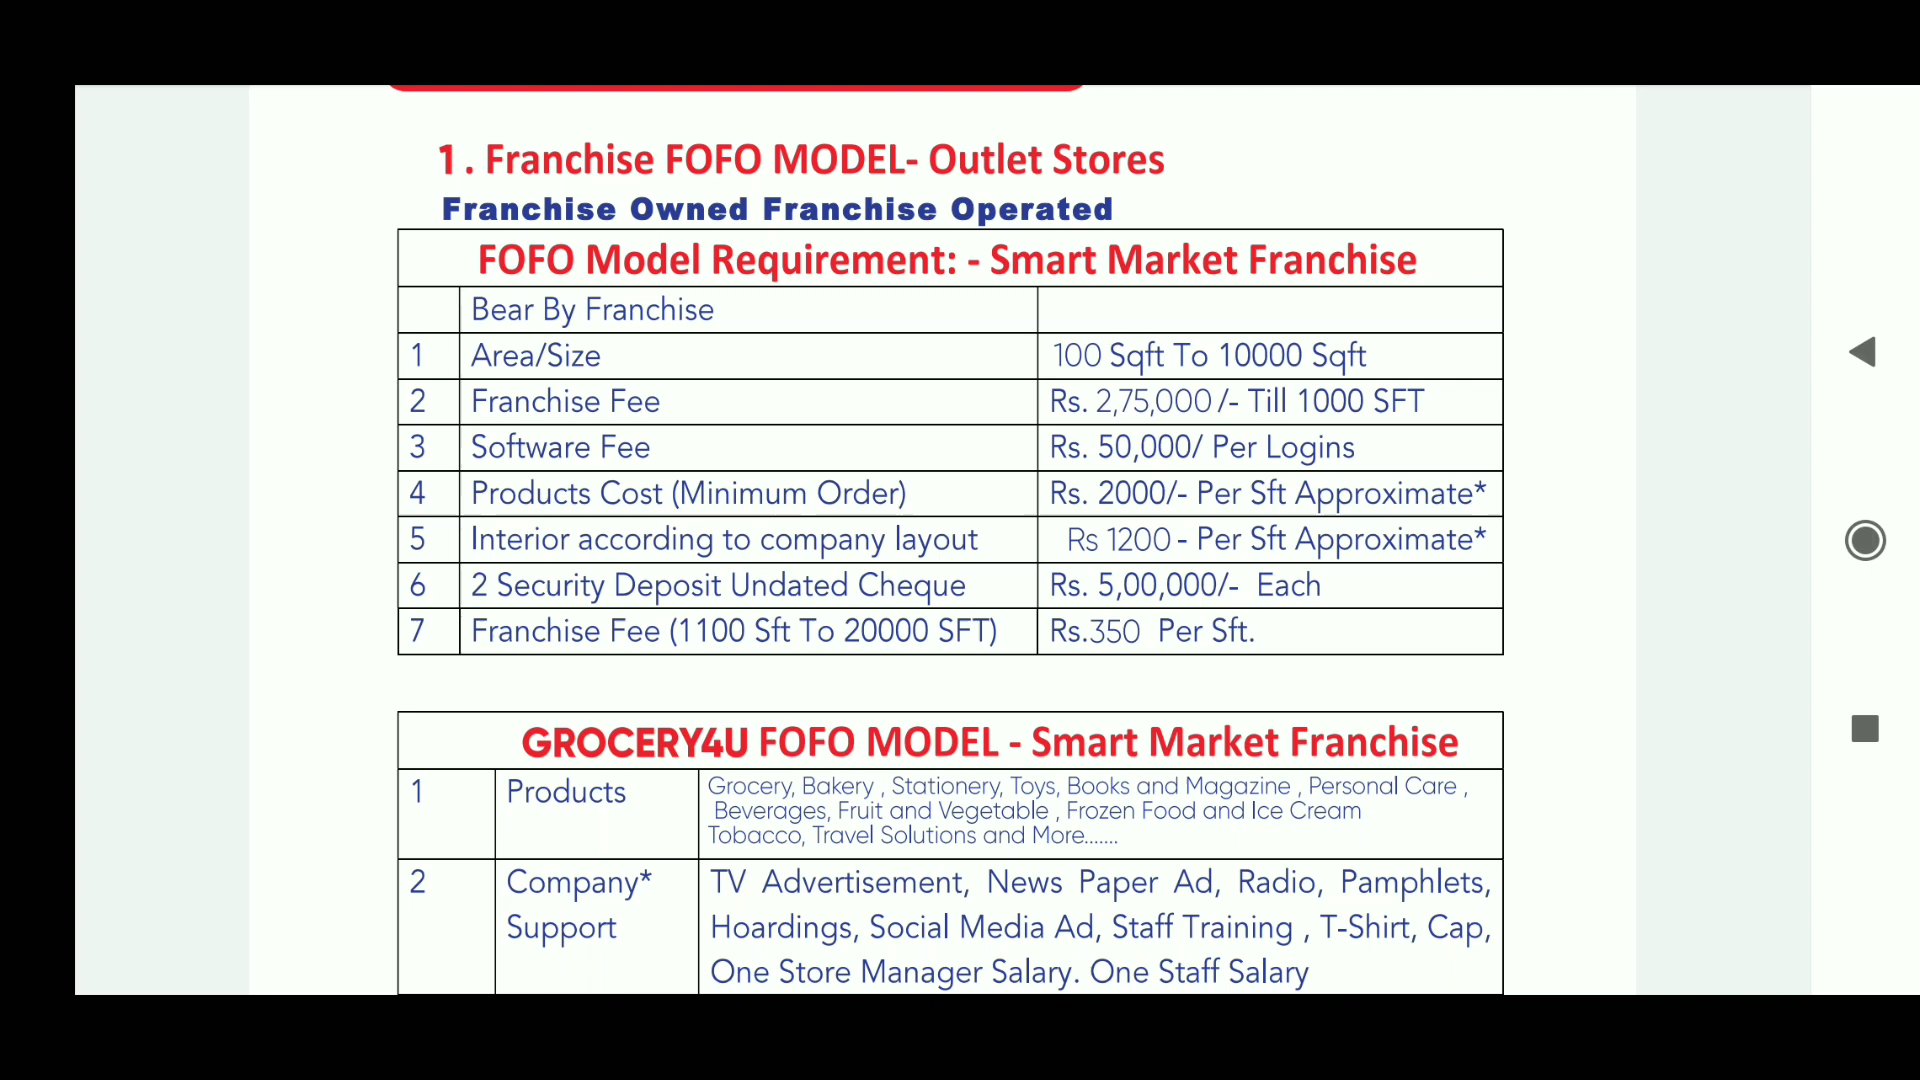 1. Franchise FOFO MODEL- Outlet Stores
Franchise Owned Franchise Operated
FOFO Model Requirement: - Smart Market Franchise
Bear By Franchise
1 Area/Size 100 Sqft To 10000 Sqft
2 Franchise Fee Rs. 2,75,000/- Till 1000 SFT
3 Software Fee Rs. 50,000/ Per Logins
4 Products Cost (Minimum Order) Rs. 2000/- Per Sft Approximate*
5 Interior according to company layout Rs 1200 - Per Sft Approximate*
6 2 Security Deposit Undated Cheque Rs. 5,00,000/- Each
7 Franchise Fee (1100 Sft To 20000 SFT) Rs.350 Per Sft.
GROCERY4U FOFO MODEL - Smart Market Franchise
1 Products Grocery, Bakery , Stationery, Toys, Books and Magazine , Personal Care ,
Beverages, Fruit and Vegetable , Frozen Food and Ice Cream
Tobacco, Travel Solutions and More.......
2 Company* TV Advertisement, News Paper Ad, Radio, Pamphlets,
Support Hoardings, Social Media Ad, Staff Training , T-Shirt, Cap,
One Store Manager Salary. One Staff Salary